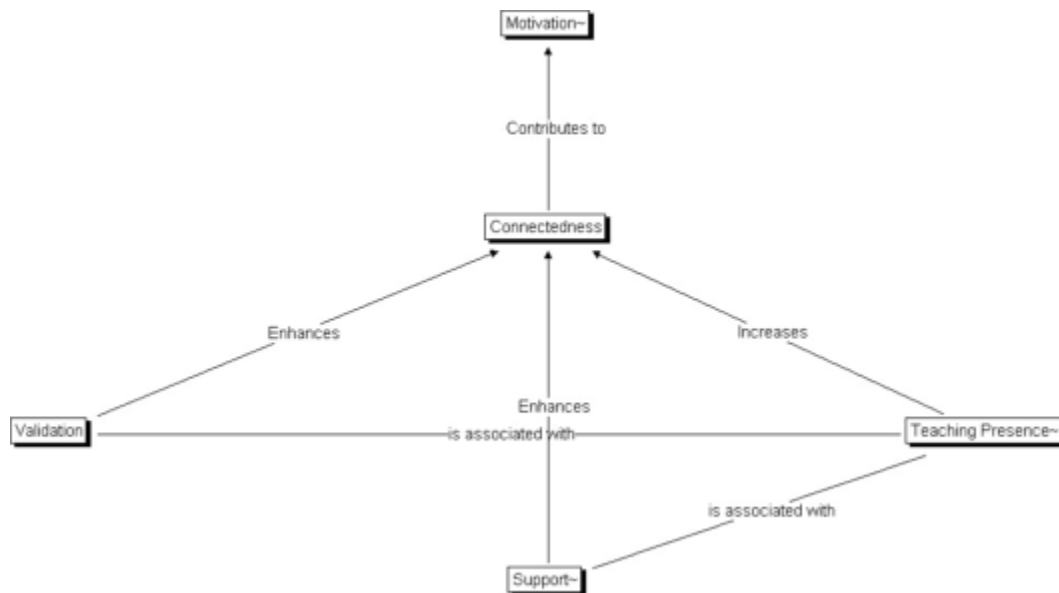 Motivation~
Contributes to
Connectedness
Enhances
Increases
Enhances
Validation
is associated with
Teaching Presence~
is associated with
Support~